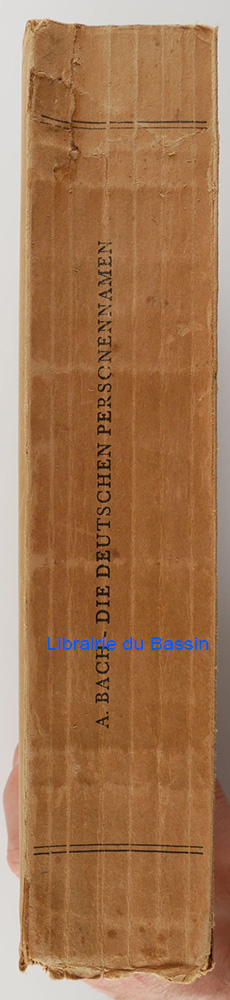 A. BACH - DIE DEUTSCHEN PERSONENNAMEN
Librairie du Bassin